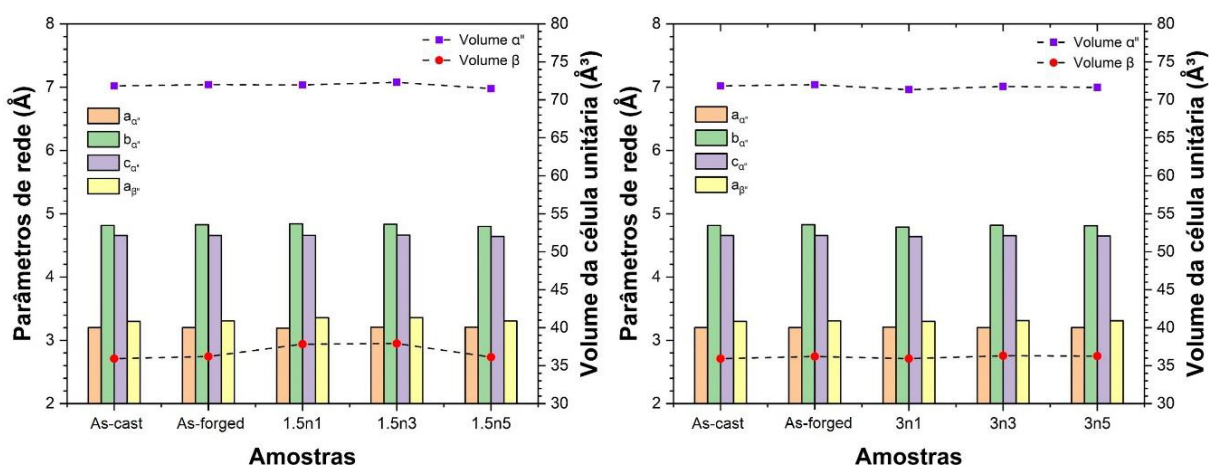 Parâmetros de rede (Å)
8
7
6
5
4
3
2
Volume α"
Volume β
aα"
bα"
cα"
aβ"
80
75
70
65
60
55
50
45
40
35
30
Volume da célula unitária (Å³)
As-cast As-forged 1.5n1 1.5n3 1.5n5
Amostras
Parâmetros de rede (Å)
8
7
6
5
4
3
2
Volume α"
Volume β
aα"
bα"
cα"
aβ"
80
75
70
65
60
55
50
45
40
35
30
Volume da célula unitária (Å³)
As-cast As-forged 3n1 3n3 3n5
Amostras